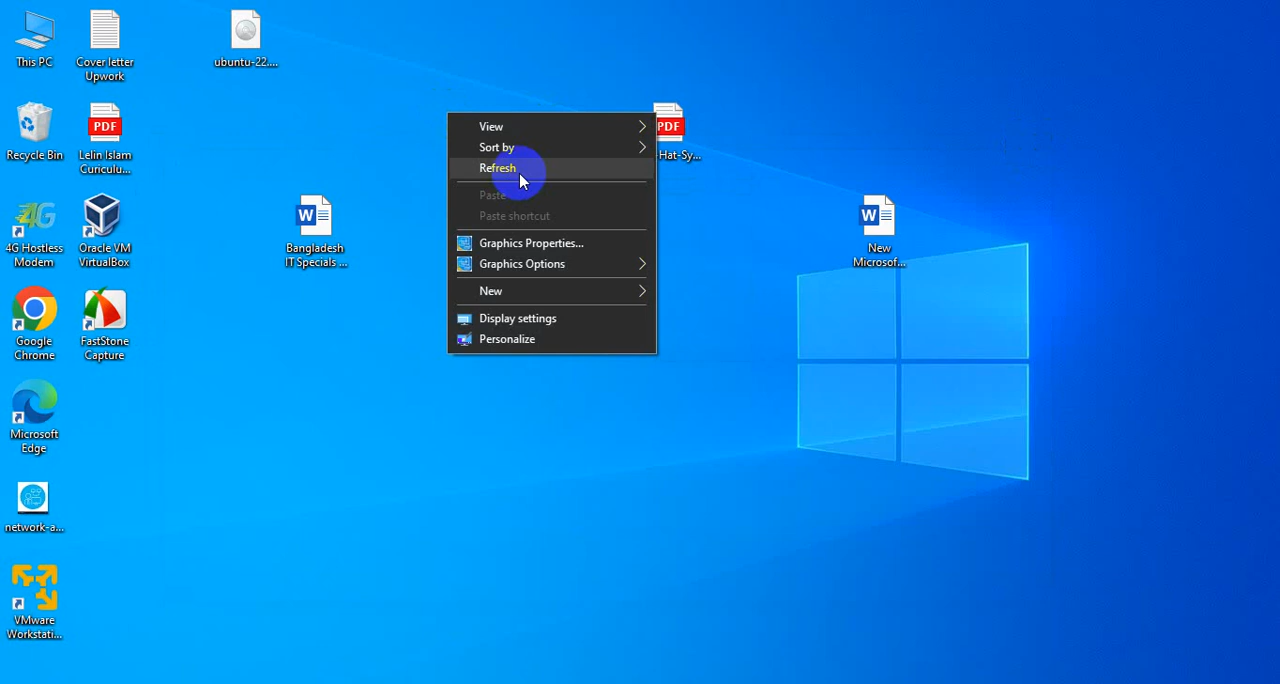 This PC
Cover letter
Upwork
ubuntu-22....
Recycle Bin
PDF
Lelin Islam
Curiculu...
PDF
Hat-Sy...
4G
4G Hostless
Modem
Oracle VM
VirtualBox
W
Bangladesh
IT Specials ...
W
New
Microsof...
Google
Chrome
FastStone
Capture
Microsoft
Edge
network-a...
VMware
Workstati...
View
Sort by
Refresh
Paste
Paste shortcut
Graphics Properties...
Graphics Options
New
Display settings
Personalize